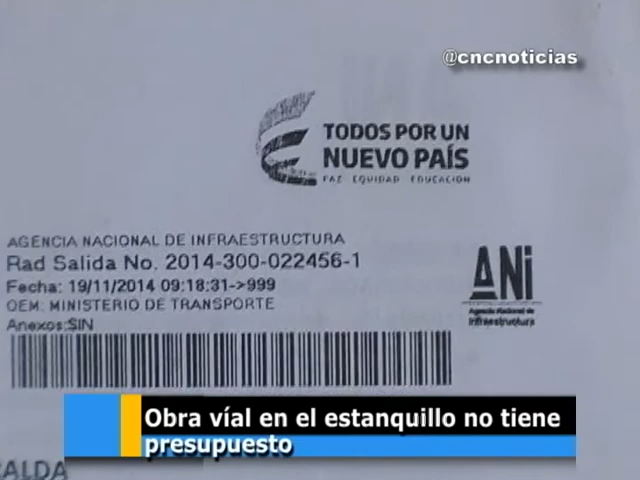 @cncnoticias
TODOS POR UN
NUEVO PAÍS
PAZ EQUIDAD EDUCACIÓN
AGENCIA NACIONAL DE INFRAESTRUCTURA
Rad Salida No. 2014-300-022456-1
Fecha: 19/11/2014 09:18:31->999
OEM: MINISTERIO DE TRANSPORTE
Anexos:SIN
ANi
Agencia Nacional de
Infraestructura
Obra víal en el estanquillo no tiene
presupuesto
ALDA